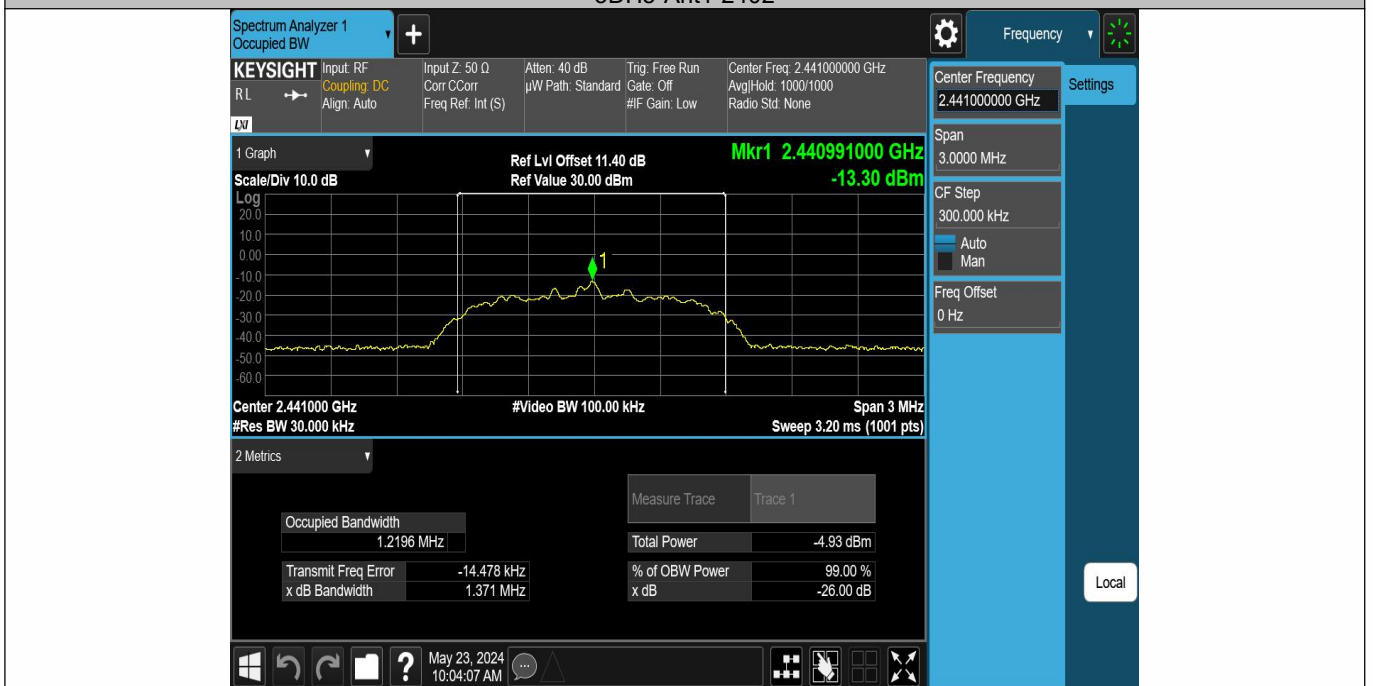 Spectrum Analyzer 1
Occupied BW
+
Frequency
KEYSIGHT
RL
LXI
Input: RF
Coupling: DC
Align: Auto
Input Z: 50 Ω
Corr CCorr
Freq Ref: Int (S)
Atten: 40 dB
µW Path: Standard
Trig: Free Run
Gate: Off
#IF Gain: Low
Center Freq: 2.441000000 GHz
Avg|Hold: 1000/1000
Radio Std: None
Center Frequency
2.441000000 GHz
Settings
Span
3.0000 MHz
CF Step
300.000 kHz
Auto
Man
Freq Offset
0 Hz
Local
1 Graph
Scale/Div 10.0 dB
Ref Lvl Offset 11.40 dB
Ref Value 30.00 dBm
Mkr1 2.440991000 GHz
-13.30 dBm
Log
20.0
10.0
0.00
-10.0
-20.0
-30.0
-40.0
-50.0
-60.0
1
Center 2.441000 GHz
#Res BW 30.000 kHz
#Video BW 100.00 kHz
Span 3 MHz
Sweep 3.20 ms (1001 pts)
2 Metrics
Measure Trace Trace 1
Occupied Bandwidth
1.2196 MHz
Total Power -4.93 dBm
Transmit Freq Error -14.478 kHz
% of OBW Power 99.00 %
x dB Bandwidth 1.371 MHz
x dB -26.00 dB
?
May 23, 2024
10:04:07 AM